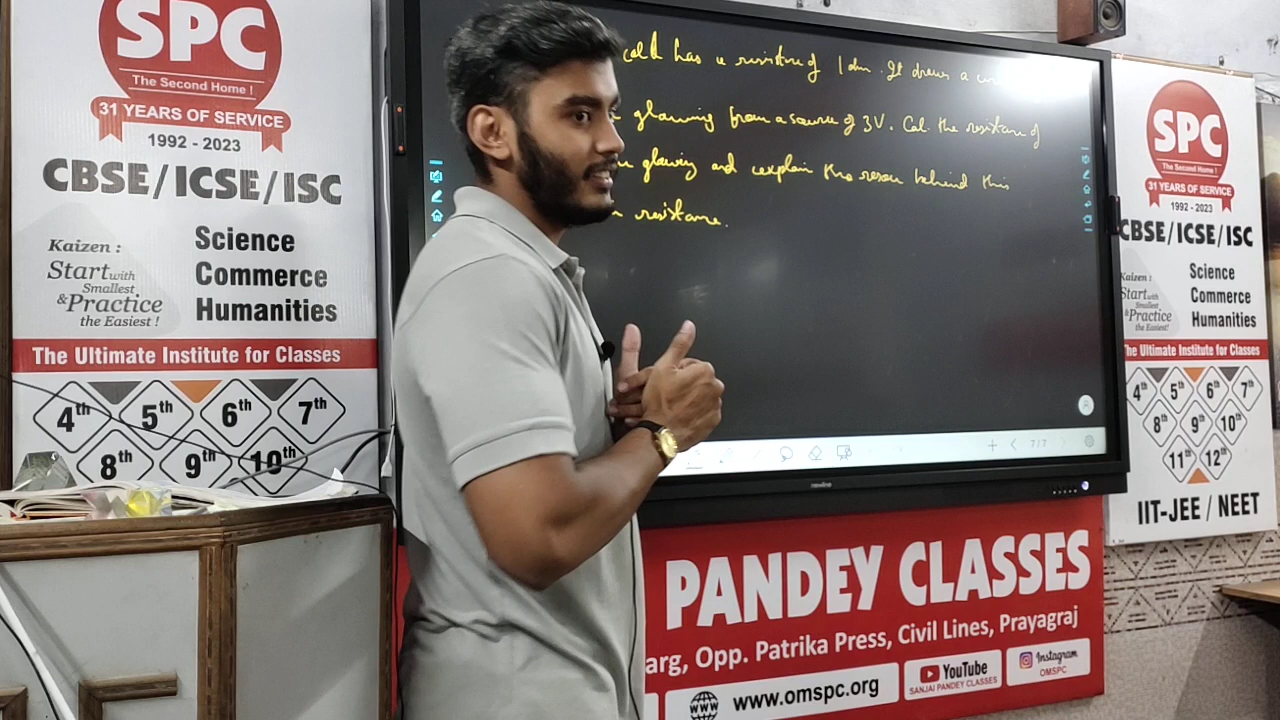 SPC
The Second Home !
31 YEARS OF SERVICE
1992 - 2023
CBSE/ICSE/ISC
Kaizen :
Start with
Smallest
& Practice
the Easiest !
Science
Commerce
Humanities
The Ultimate Institute for Classes
4th 5th 6th 7th
8th 9th 10th
cold has a resistance of 1 ohm. It draws a
glowing from a source of 3V. Cal. the resistance of
glowing and explain the reason behind this
resistance.
7/7
newline
PANDEY CLASSES
arg, Opp. Patrika Press, Civil Lines, Prayagraj
www.omspc.org
YouTube
SANJAI PANDEY CLASSES
Instagram
OMSPC
SPC
The Second Home !
31 YEARS OF SERVICE
1992 - 2023
CBSE/ICSE/ISC
Kaizen :
Start with
Smallest
& Practice
the Easiest!
Science
Commerce
Humanities
The Ultimate Institute for Classes
4th 5th 6th 7th
8th 9th 10th
11th 12th
IIT-JEE / NEET